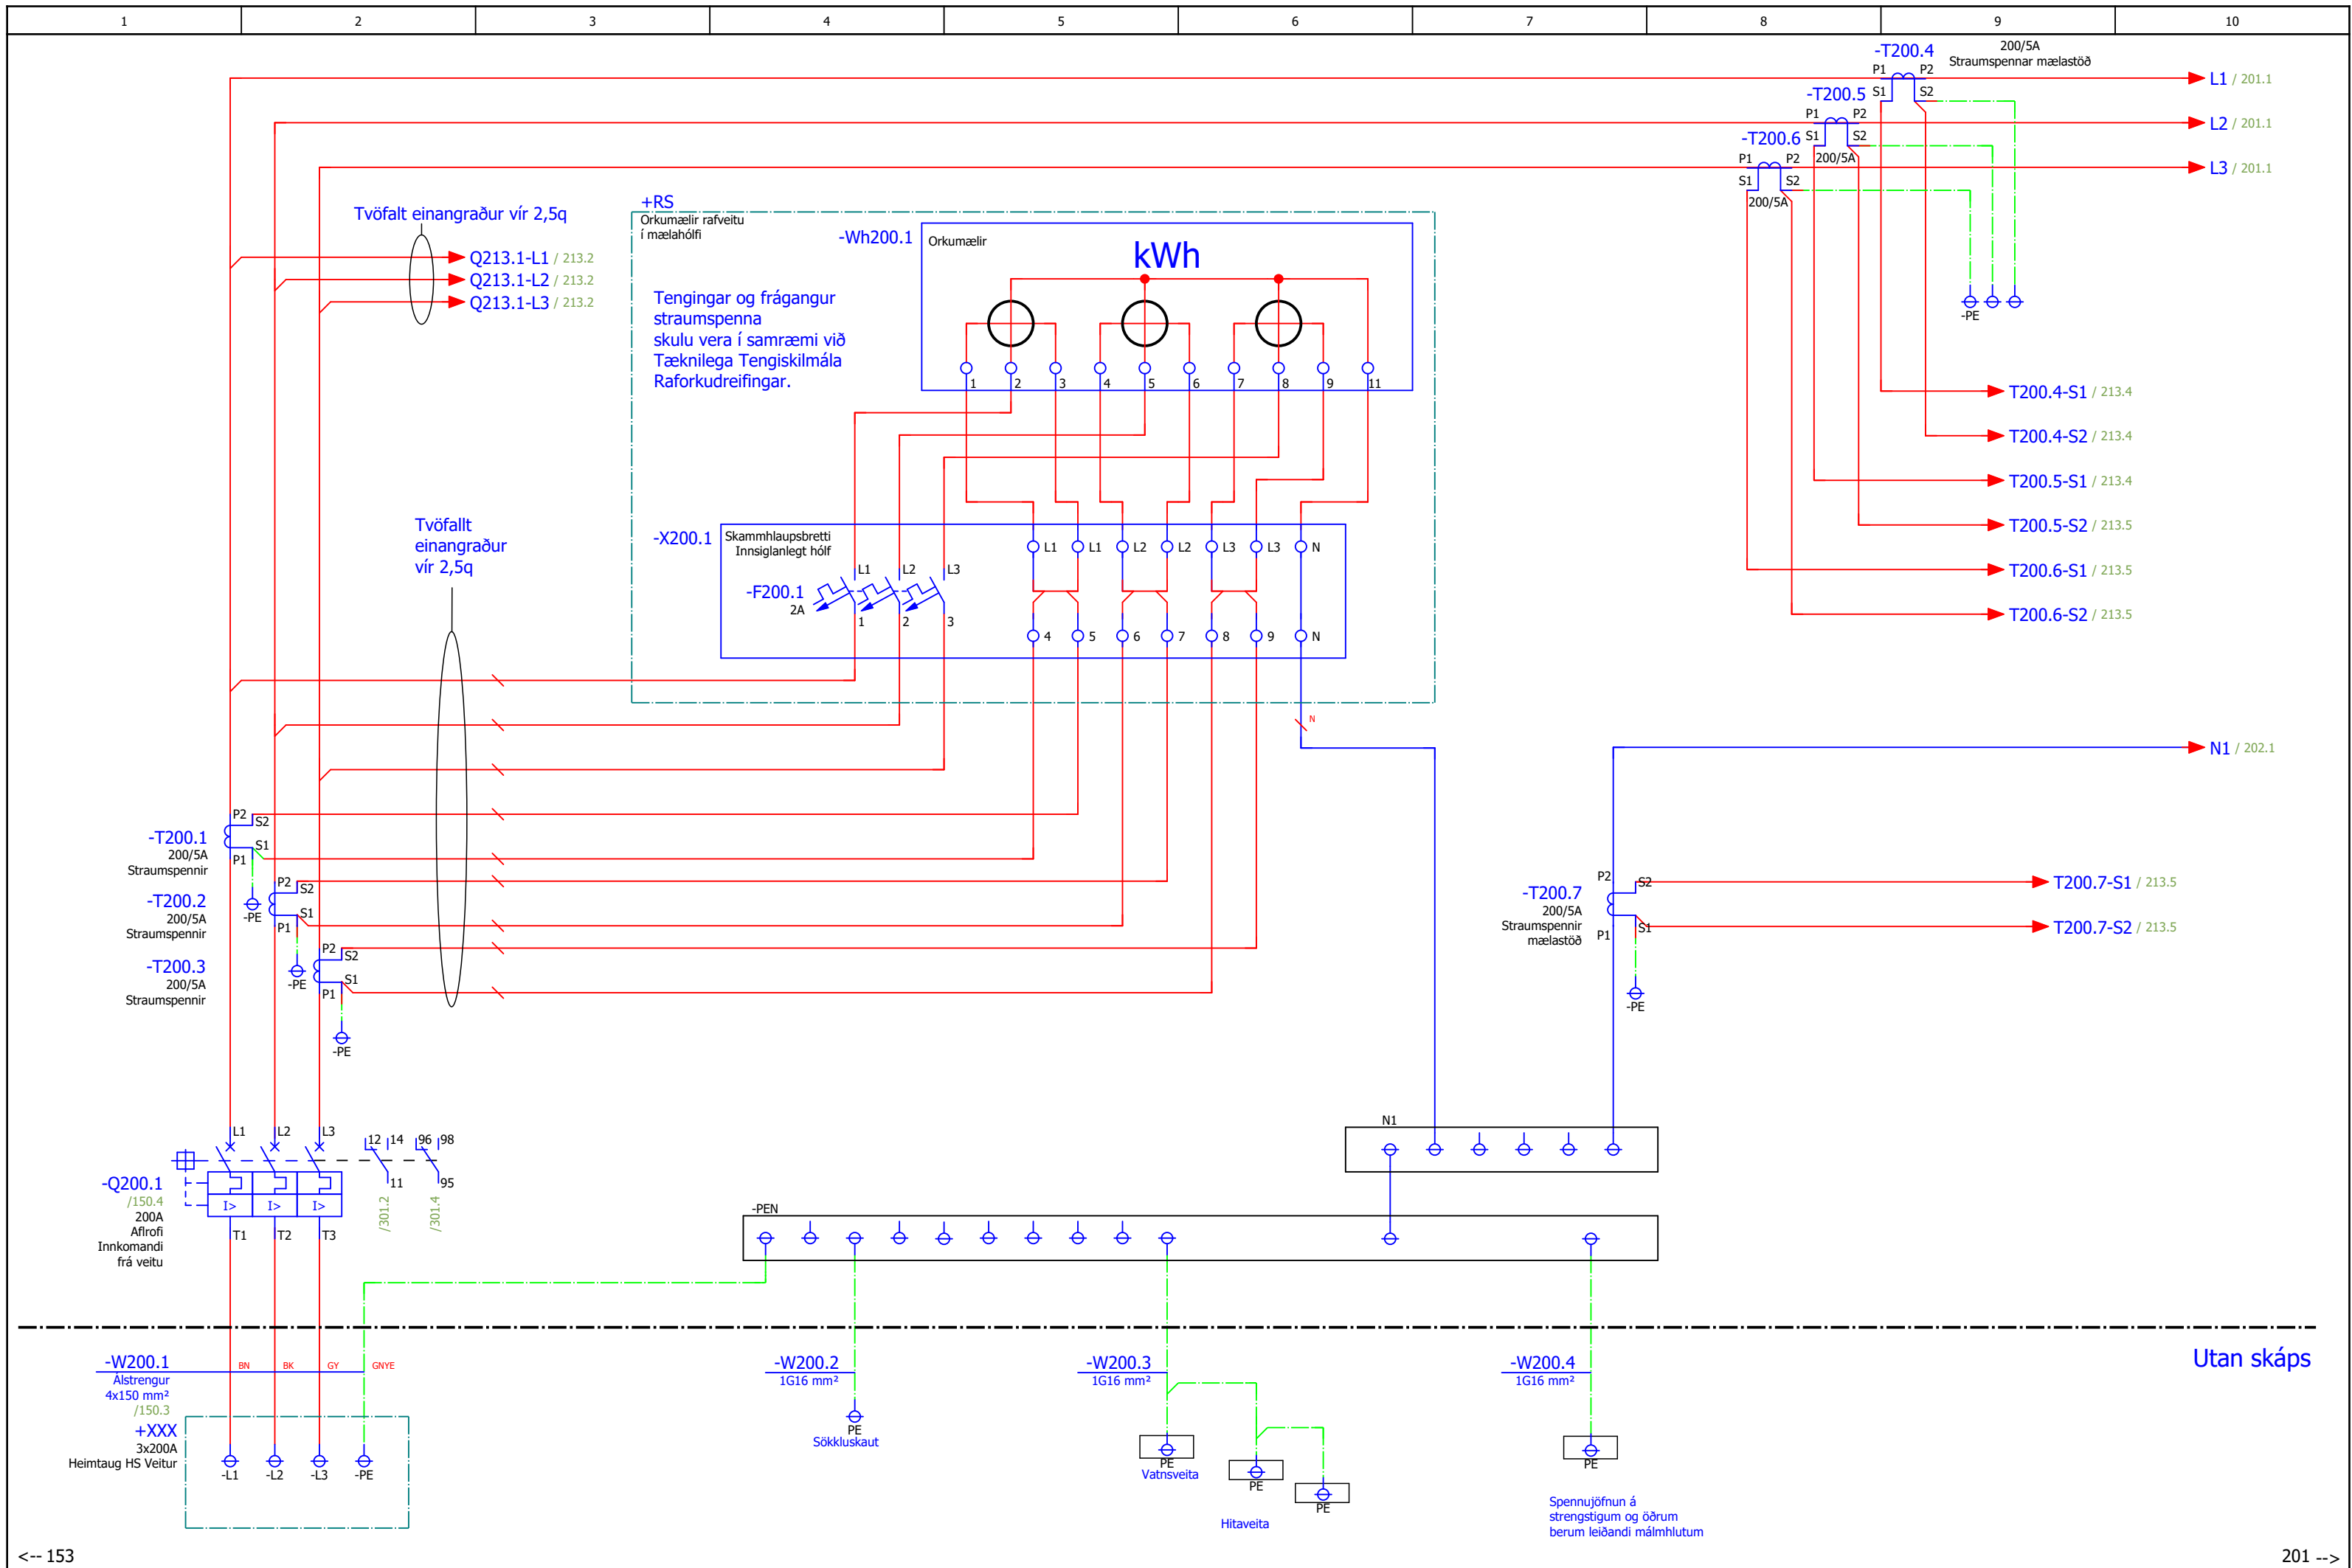 1 2 3 4 5 6 7 8 9 10
-T200.4
200/5A
Straumspennar mælastöð
P1 P2
L1 / 201.1
S1 S2
-T200.5
P1 P2
L2 / 201.1
S1 S2
200/5A
-T200.6
P1 P2
L3 / 201.1
S1 S2
200/5A
-PE
Tvöfalt einangraður vír 2,5q
Q213.1-L1 / 213.2
Q213.1-L2 / 213.2
Q213.1-L3 / 213.2
+RS
Orkumælir rafveitu
í mælahólfi
-Wh200.1
Orkumælir
kWh
Tengingar og frágangur
straumspenna
skulu vera í samræmi við
Tæknilega Tengiskilmála
Raforkudreifingar.
1 2 3 4 5 6 7 8 9 11
T200.4-S1 / 213.4
T200.4-S2 / 213.4
T200.5-S1 / 213.4
T200.5-S2 / 213.5
T200.6-S1 / 213.5
T200.6-S2 / 213.5
Tvöfallt
einangraður
vír 2,5q
-X200.1
Skammhlaupsbretti
Innsiglanlegt hólf
L1 L1 L2 L2 L3 L3 N
L1 L2 L3
-F200.1
2A
1 2 3
4 5 6 7 8 9 N
N
N1 / 202.1
P2 S2
-T200.1
200/5A
Straumspennir
S1
P1
-PE
P2 S2
-T200.2
200/5A
Straumspennir
S1
P1
-PE
P2 S2
-T200.3
200/5A
Straumspennir
S1
P1
-PE
P2 S2
-T200.7
200/5A
Straumspennir
mælastöð
S1
P1
-PE
T200.7-S1 / 213.5
T200.7-S2 / 213.5
L1 L2 L3
12 14 96 98
11 95
/301.2 /301.4
-Q200.1
/150.4
200A
Aflrofi
Innkomandi
frá veitu
I> I> I>
T1 T2 T3
N1
-PEN
Utan skáps
-W200.1
Álstrengur
4x150 mm²
/150.3
BN BK GY GNYE
+XXX
3x200A
Heimtaug HS Veitur
-L1 -L2 -L3 -PE
-W200.2
1G16 mm²
PE
Sökkluskaut
-W200.3
1G16 mm²
PE
Vatnsveita
PE
PE
Hitaveita
-W200.4
1G16 mm²
PE
Spennujöfnun á
strengstigum og öðrum
berum leiðandi málmhlutum
<-- 153
201 -->